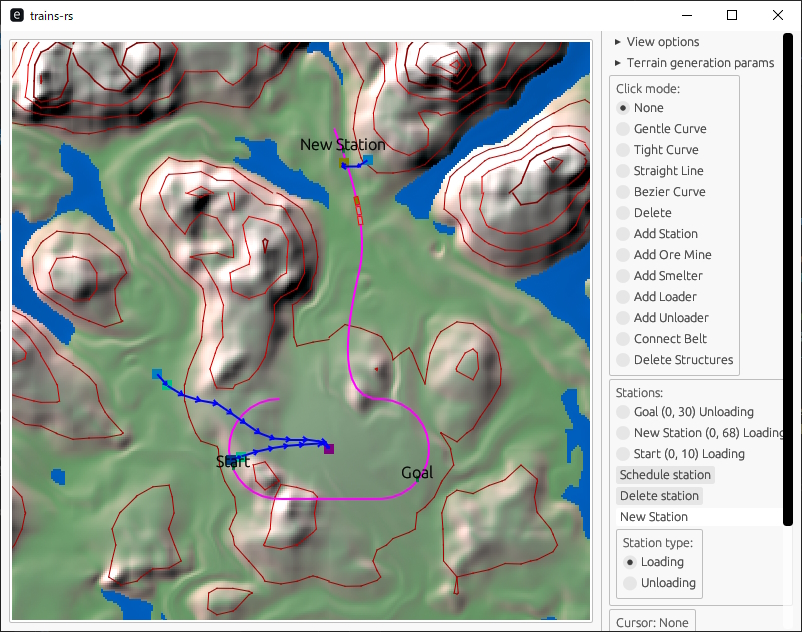 e trains-rs
View options
Terrain generation params
Click mode:
None
Gentle Curve
Tight Curve
Straight Line
Bezier Curve
Delete
Add Station
Add Ore Mine
Add Smelter
Add Loader
Add Unloader
Connect Belt
Delete Structures
Stations:
Goal (0, 30) Unloading
New Station (0, 68) Loading
Start (0, 10) Loading
Schedule station
Delete station
New Station
Station type:
Loading
Unloading
Cursor: None
New Station
Start
Goal